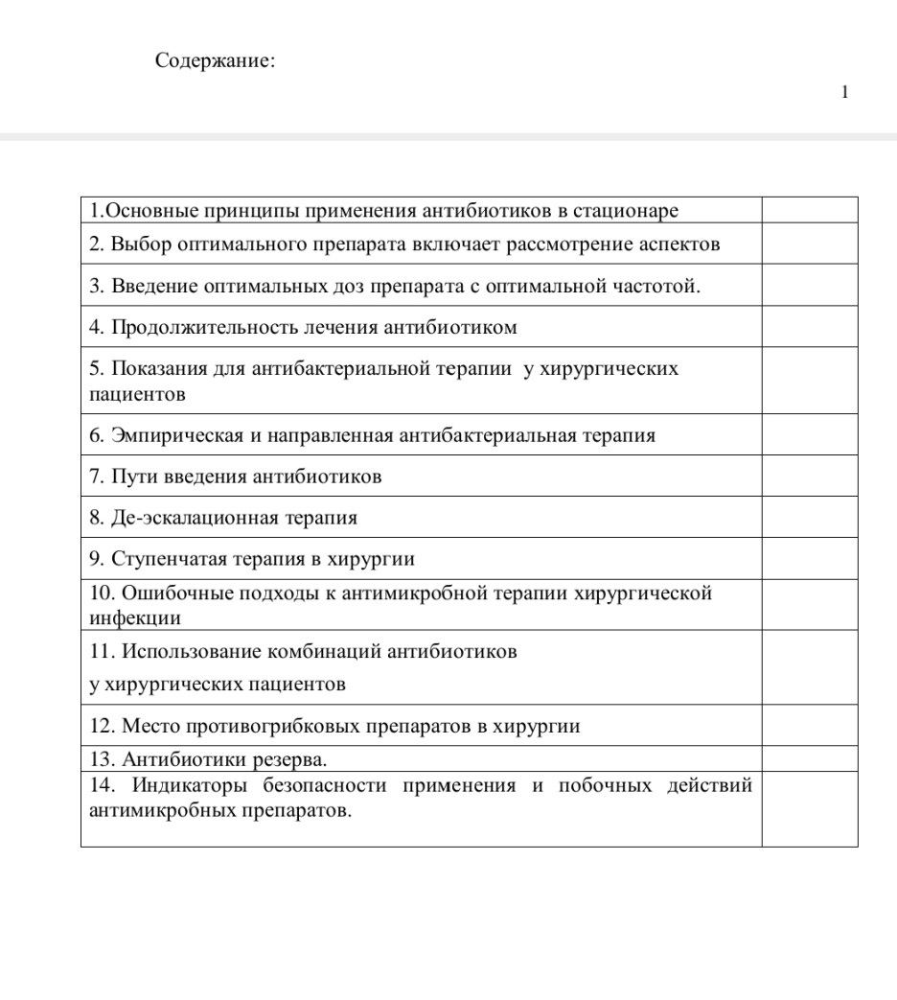 Содержание:
1
1.Основные принципы применения антибиотиков в стационаре
2. Выбор оптимального препарата включает рассмотрение аспектов
3. Введение оптимальных доз препарата с оптимальной частотой.
4. Продолжительность лечения антибиотиком
5. Показания для антибактериальной терапии  у хирургических
пациентов
6. Эмпирическая и направленная антибактериальная терапия
7. Пути введения антибиотиков
8. Де-эскалационная терапия
9. Ступенчатая терапия в хирургии
10. Ошибочные подходы к антимикробной терапии хирургической
инфекции
11. Использование комбинаций антибиотиков
у хирургических пациентов
12. Место противогрибковых препаратов в хирургии
13. Антибиотики резерва.
14. Индикаторы безопасности применения и побочных действий
антимикробных препаратов.